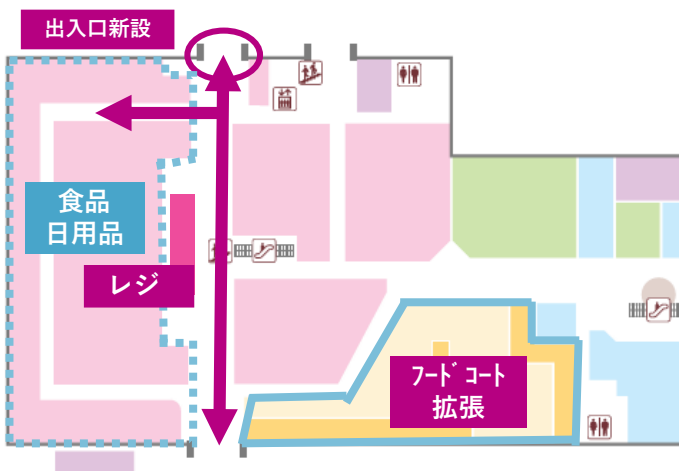 出入口新設
食品
日用品
レジ
ﾌｰﾄﾞｺｰﾄ
拡張